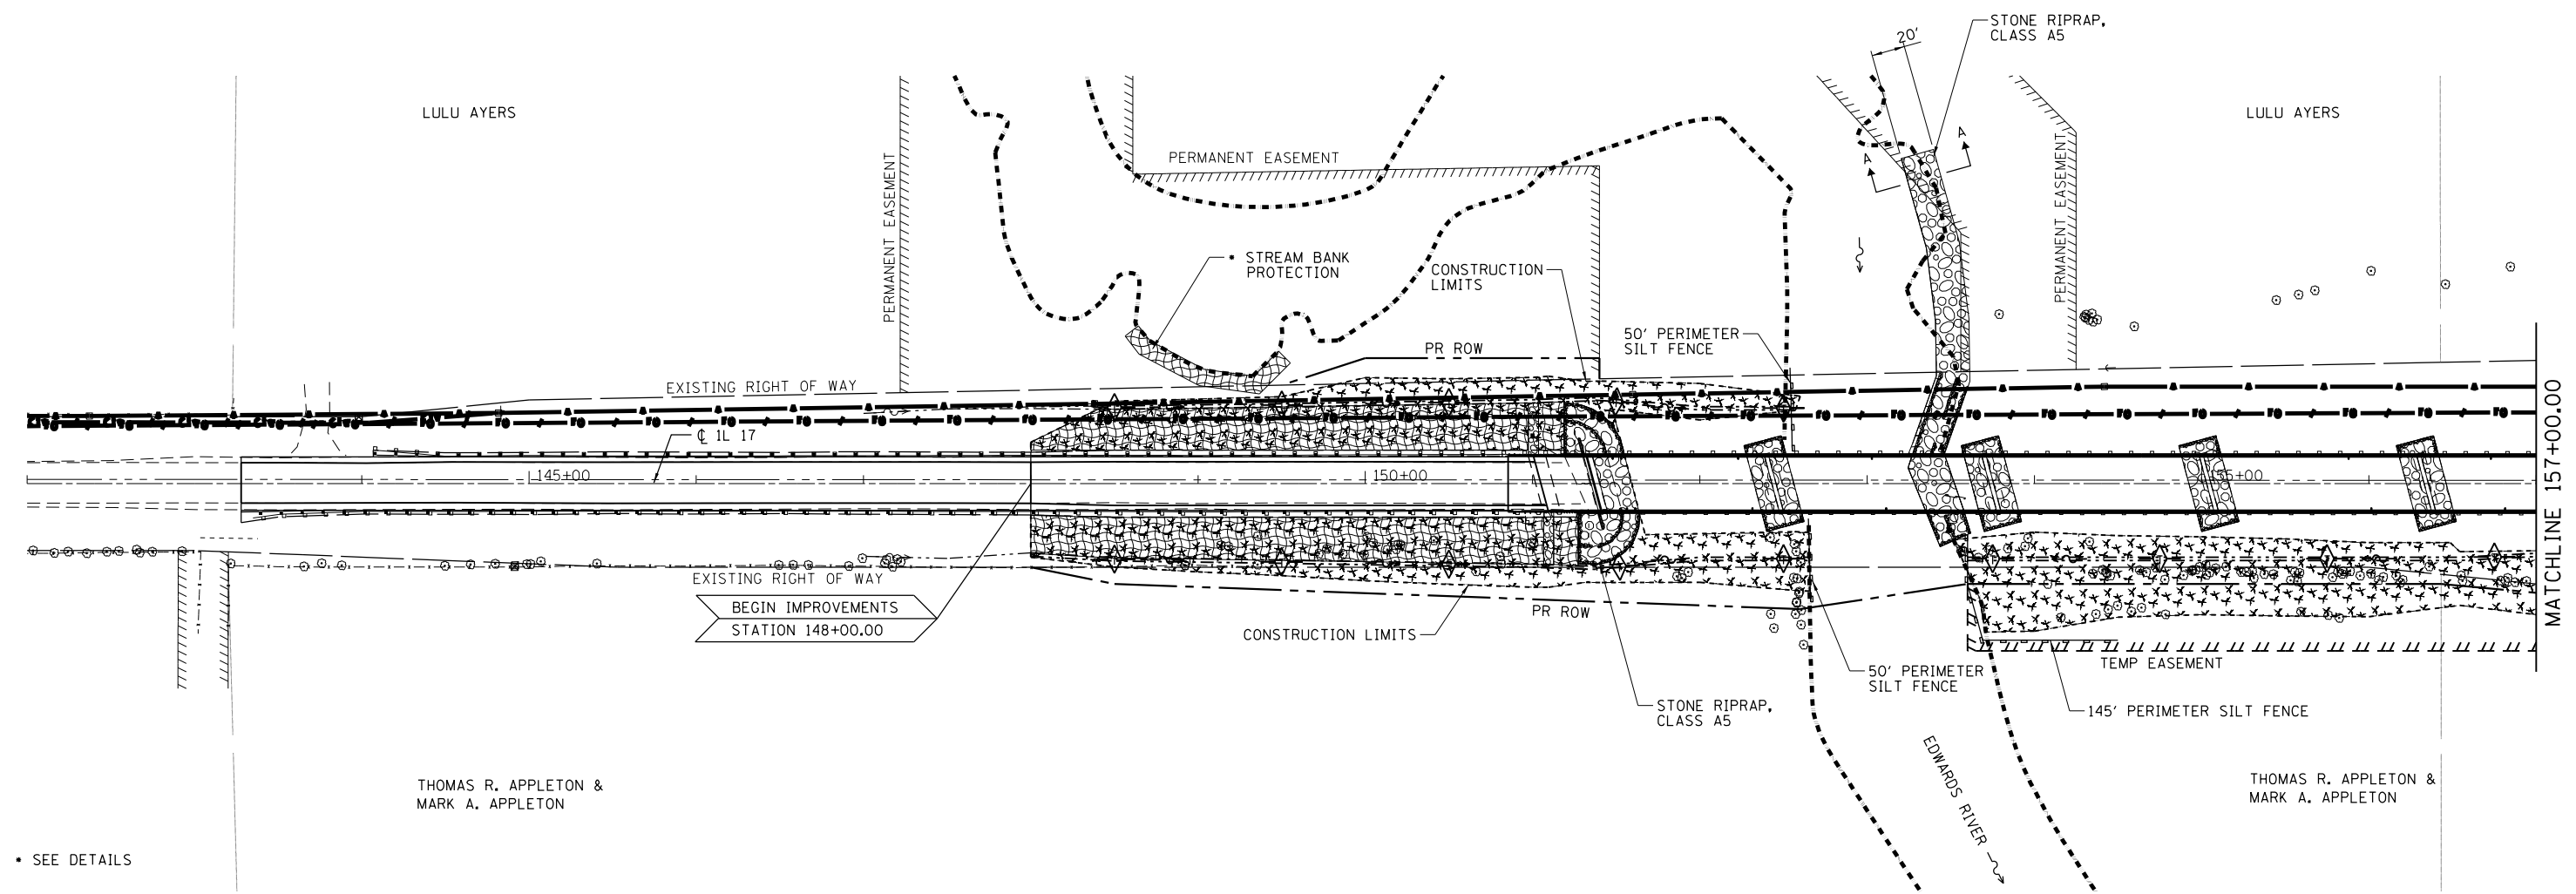 20'
STONE RIPRAP,
CLASS A5
LULU AYERS
LULU AYERS
A
A
PERMANENT EASEMENT
PERMANENT EASEMENT
PERMANENT EASEMENT
* STREAM BANK
PROTECTION
CONSTRUCTION
LIMITS
50' PERIMETER
SILT FENCE
PR ROW
EXISTING RIGHT OF WAY
℄ IL 17
145+00
150+00
155+00
MATCHLINE 157+00.00
EXISTING RIGHT OF WAY
BEGIN IMPROVEMENTS
STATION 148+00.00
PR ROW
CONSTRUCTION LIMITS
TEMP EASEMENT
50' PERIMETER
SILT FENCE
STONE RIPRAP,
CLASS A5
145' PERIMETER SILT FENCE
EDWARDS RIVER
THOMAS R. APPLETON &
MARK A. APPLETON
THOMAS R. APPLETON &
MARK A. APPLETON
* SEE DETAILS